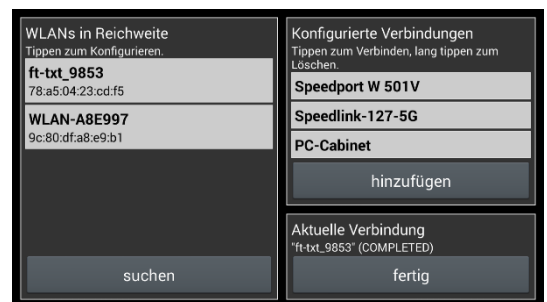 WLANs in Reichweite
Tippen zum Konfigurieren.
ft-txt_9853
78:a5:04:23:cd:f5
WLAN-A8E997
9c:80:df:a8:e9:b1
suchen
Konfigurierte Verbindungen
Tippen zum Verbinden, lang tippen zum
Löschen.
Speedport W 501V
Speedlink-127-5G
PC-Cabinet
hinzufügen
Aktuelle Verbindung
"ft-txt_9853" (COMPLETED)
fertig